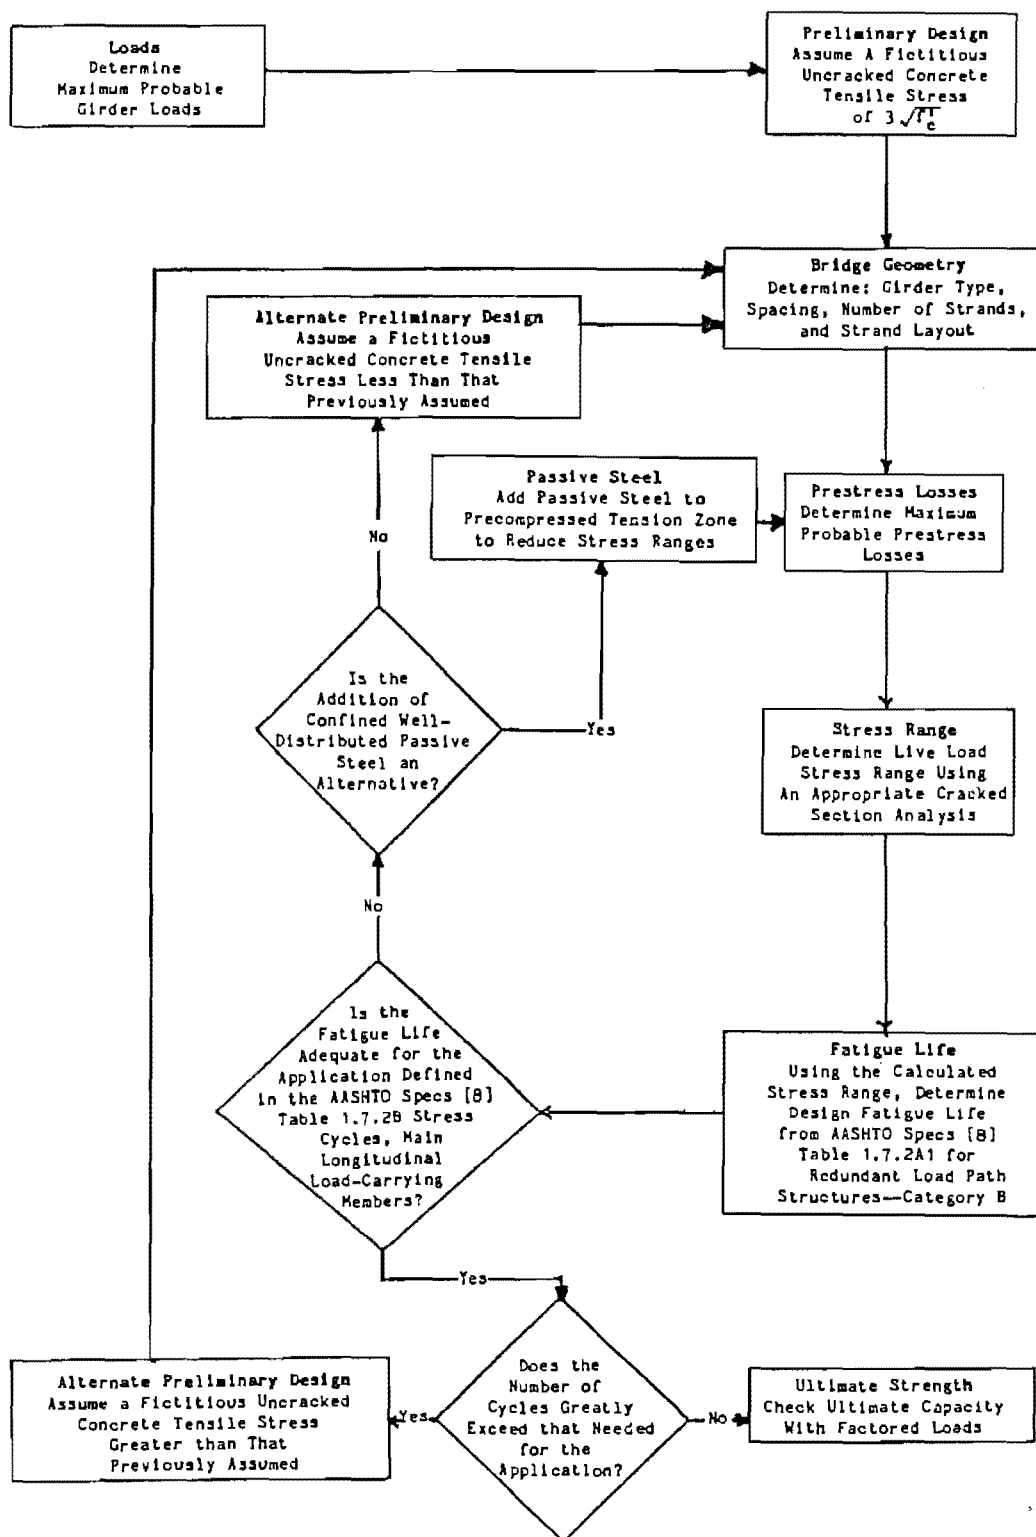 Loads
Determine
Maximum Probable
Girder Loads
Preliminary Design
Assume A Fictitious
Uncracked Concrete
Tensile Stress
of 3 √f'c
Bridge Geometry
Determine: Girder Type,
Spacing, Number of Strands,
and Strand Layout
Alternate Preliminary Design
Assume a Fictitious
Uncracked Concrete Tensile
Stress Less Than That
Previously Assumed
Passive Steel
Add Passive Steel to
Precompressed Tension Zone
to Reduce Stress Ranges
Prestress Losses
Determine Maximum
Probable Prestress
Losses
No
Is the
Addition of
Confined Well-
Distributed Passive
Steel an
Alternative?
Yes
Stress Range
Determine Live Load
Stress Range Using
An Appropriate Cracked
Section Analysis
No
Is the
Fatigue Life
Adequate for the
Application Defined
in the AASHTO Specs [8]
Table 1.7.2B Stress
Cycles, Main
Longitudinal
Load-Carrying
Members?
Fatigue Life
Using the Calculated
Stress Range, Determine
Design Fatigue Life
from AASHTO Specs [8]
Table 1.7.2A1 for
Redundant Load Path
Structures—Category B
Yes
Does the
Number of
Cycles Greatly
Exceed that Needed
for the
Application?
Yes
No
Alternate Preliminary Design
Assume a Fictitious Uncracked
Concrete Tensile Stress
Greater than That
Previously Assumed
Ultimate Strength
Check Ultimate Capacity
With Factored Loads